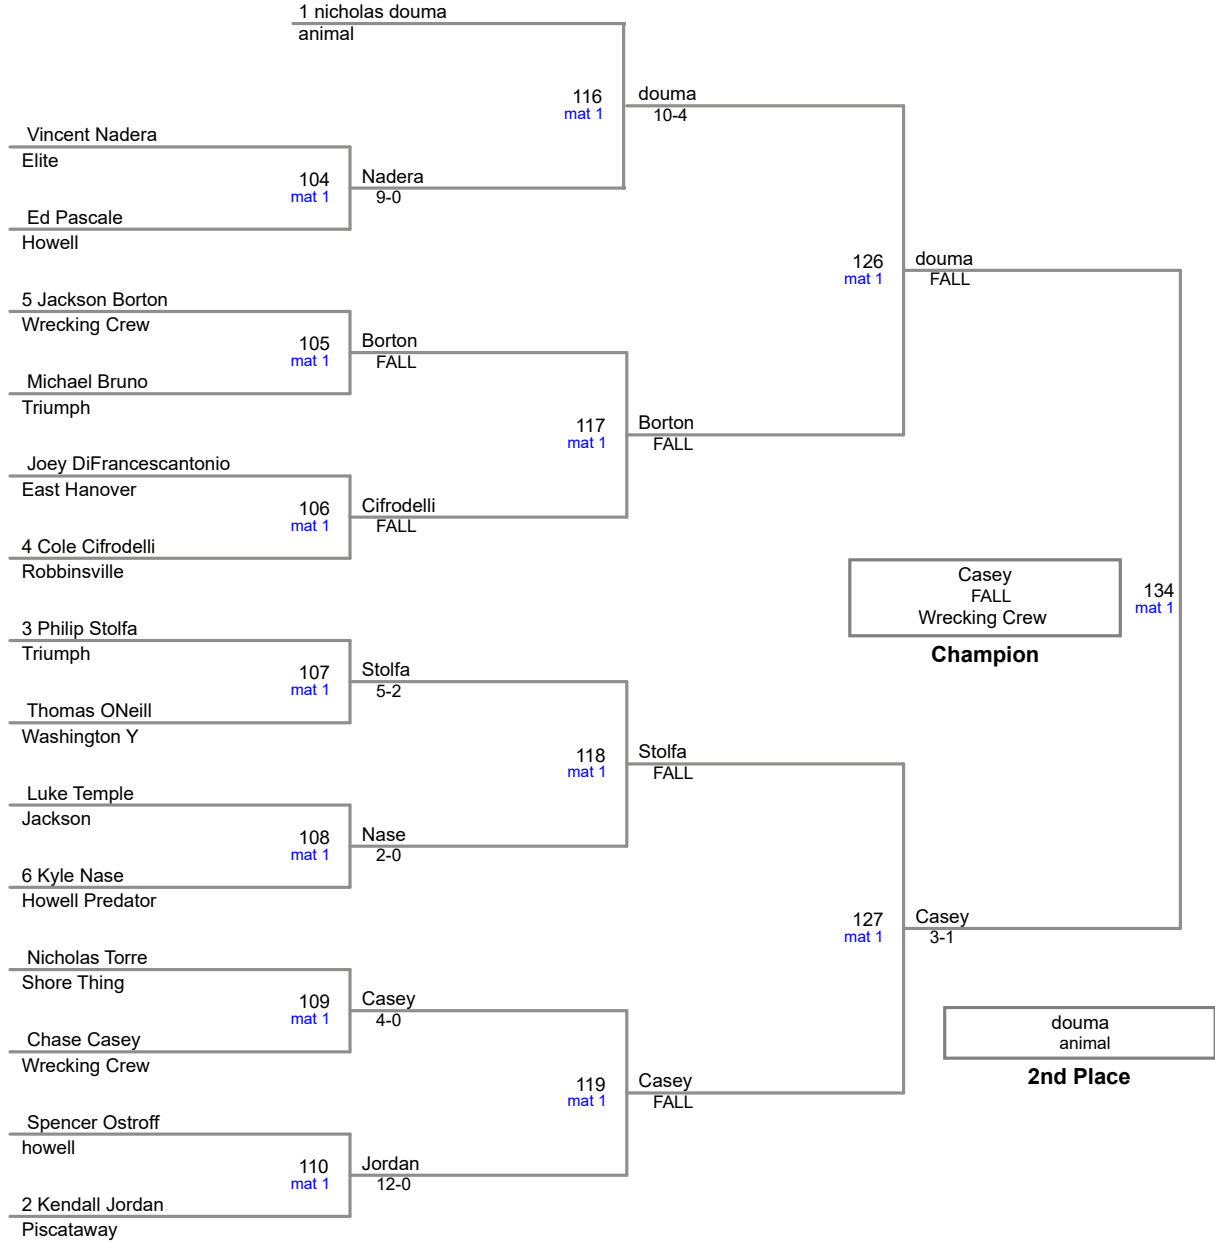 1 nicholas douma
animal
116
mat 1
douma
10-4
Vincent Nadera
Elite
104
mat 1
Nadera
9-0
Ed Pascale
Howell
126
mat 1
douma
FALL
5 Jackson Borton
Wrecking Crew
105
mat 1
Borton
FALL
Michael Bruno
Triumph
117
mat 1
Borton
FALL
Joey DiFrancescantonio
East Hanover
106
mat 1
Cifrodelli
FALL
4 Cole Cifrodelli
Robbinsville
Casey
FALL
Wrecking Crew
Champion
134
mat 1
3 Philip Stolfa
Triumph
107
mat 1
Stolfa
5-2
Thomas ONeill
Washington Y
118
mat 1
Stolfa
FALL
Luke Temple
Jackson
108
mat 1
Nase
2-0
6 Kyle Nase
Howell Predator
127
mat 1
Casey
3-1
Nicholas Torre
Shore Thing
109
mat 1
Casey
4-0
Chase Casey
Wrecking Crew
douma
animal
2nd Place
119
mat 1
Casey
FALL
Spencer Ostroff
howell
110
mat 1
Jordan
12-0
2 Kendall Jordan
Piscataway